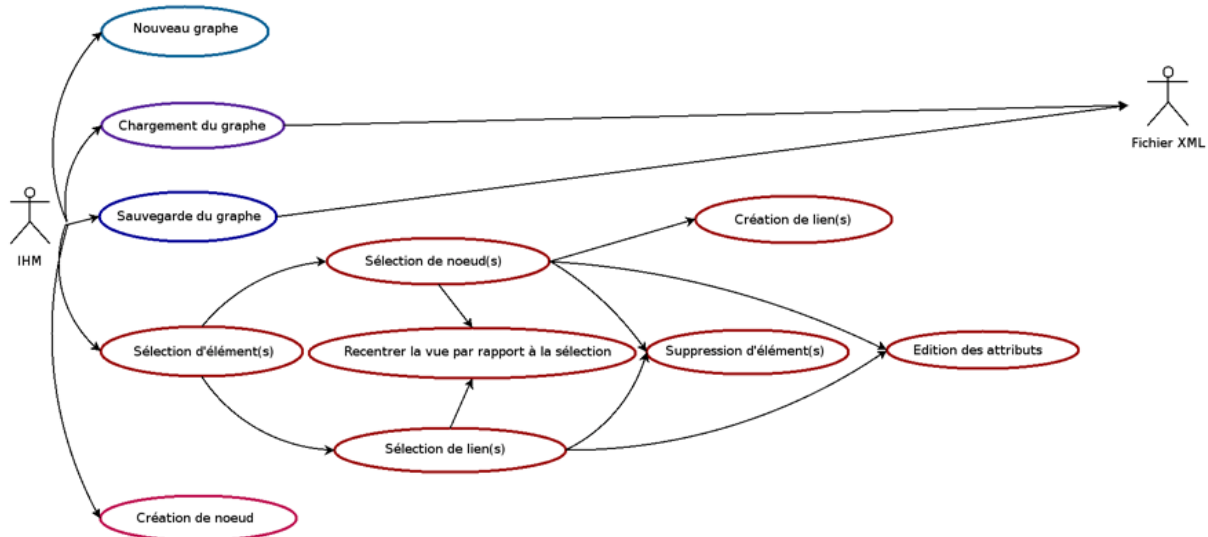 Nouveau graphe
Chargement du graphe
Fichier XML
Sauvegarde du graphe
Création de lien(s)
IHM
Sélection de noeud(s)
Sélection d'élément(s)
Recentrer la vue par rapport à la sélection
Suppression d'élément(s)
Edition des attributs
Sélection de lien(s)
Création de noeud